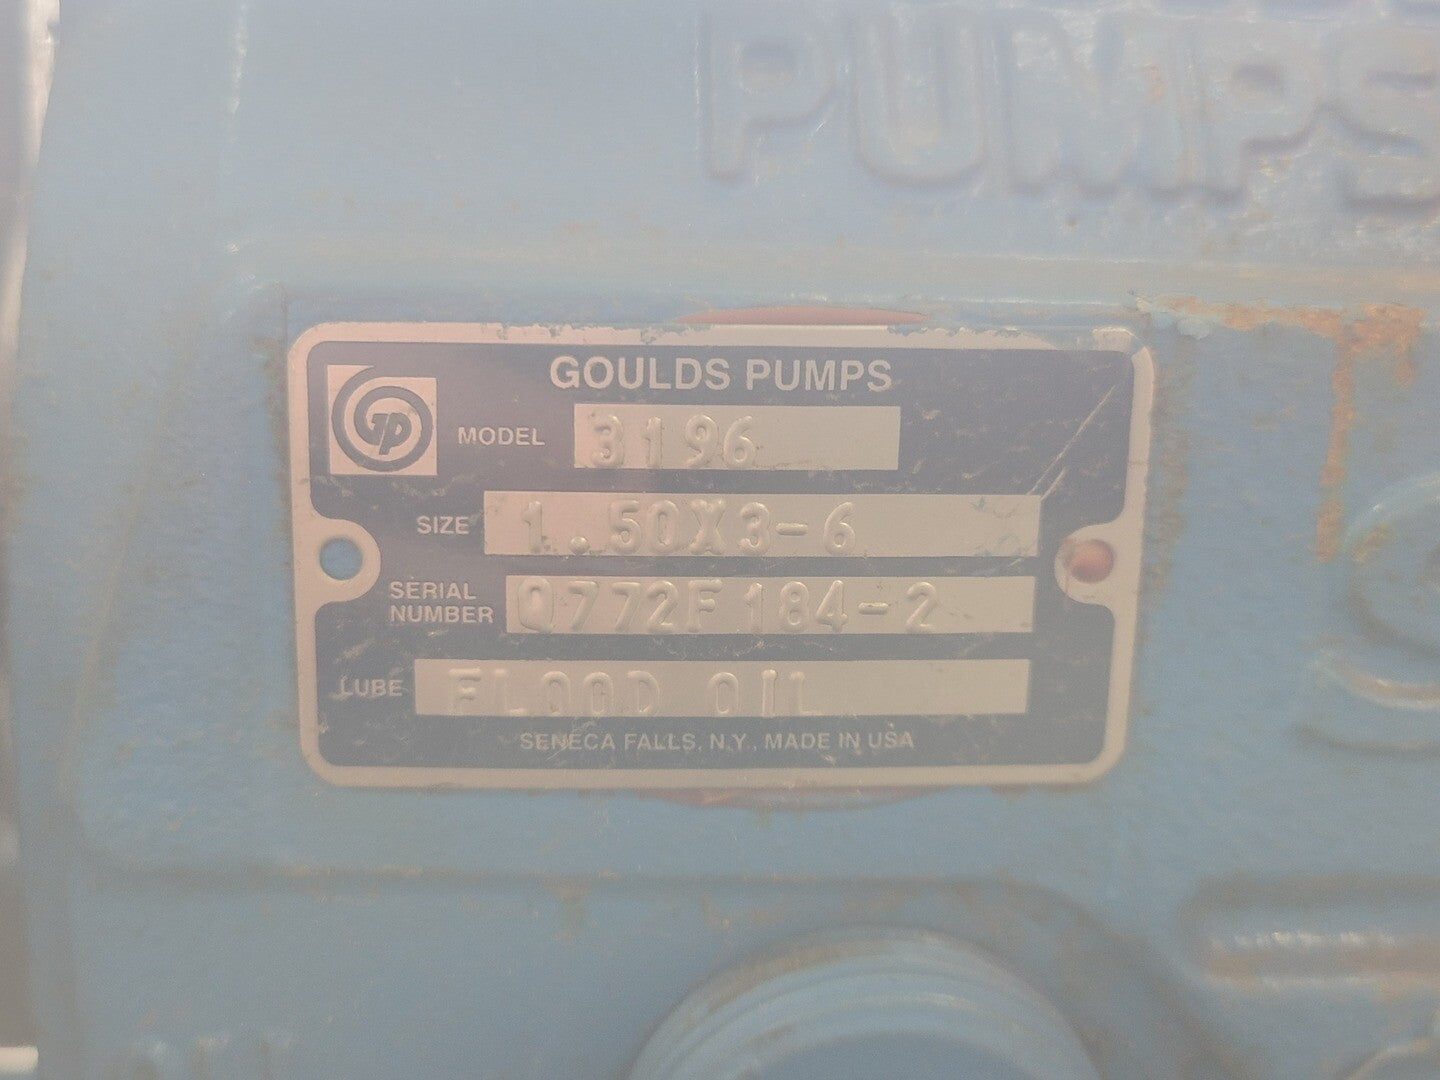 PUMPS
GOULDS PUMPS
GP
MODEL 3196
SIZE 1.50X3-6
SERIAL NUMBER 0772F184-2
LUBE FLOOD OIL
SENECA FALLS, N.Y., MADE IN USA